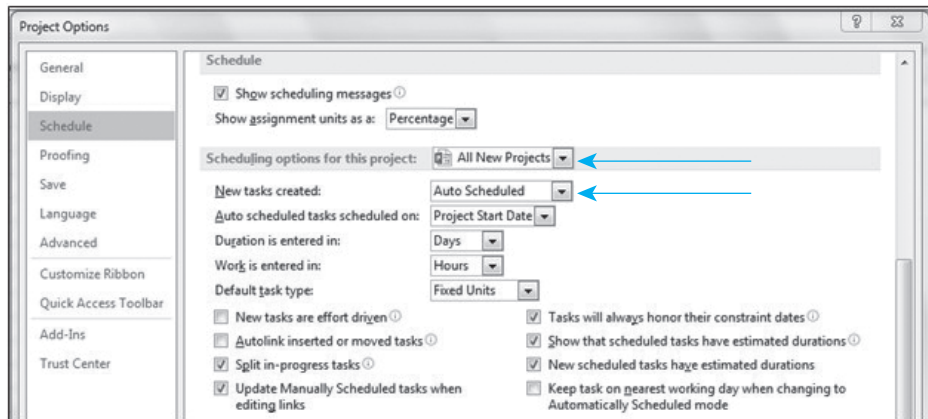 Project Options
General
Display
Schedule
Proofing
Save
Language
Advanced
Customize Ribbon
Quick Access Toolbar
Add-Ins
Trust Center
Schedule
Show scheduling messages
Show assignment units as a: Percentage
Scheduling options for this project: All New Projects
New tasks created: Auto Scheduled
Auto scheduled tasks scheduled on: Project Start Date
Duration is entered in: Days
Work is entered in: Hours
Default task type: Fixed Units
New tasks are effort driven
Autolink inserted or moved tasks
Split in-progress tasks
Update Manually Scheduled tasks when
editing links
Tasks will always honor their constraint dates
Show that scheduled tasks have estimated durations
New scheduled tasks have estimated durations
Keep task on nearest working day when changing to
Automatically Scheduled mode